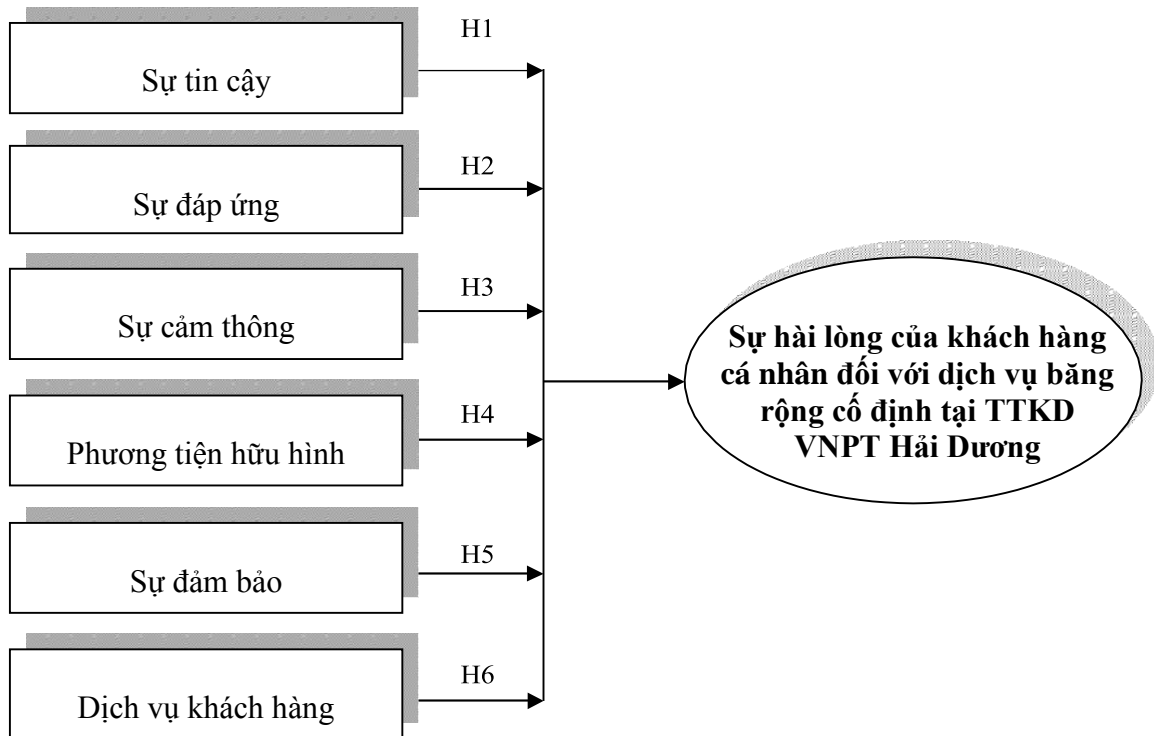 H1
Sự tin cậy
H2
Sự đáp ứng
H3
Sự cảm thông
H4
Phương tiện hữu hình
H5
Sự đảm bảo
H6
Dịch vụ khách hàng
Sự hài lòng của khách hàng
cá nhân đối với dịch vụ băng
rộng cố định tại TTKD
VNPT Hải Dương